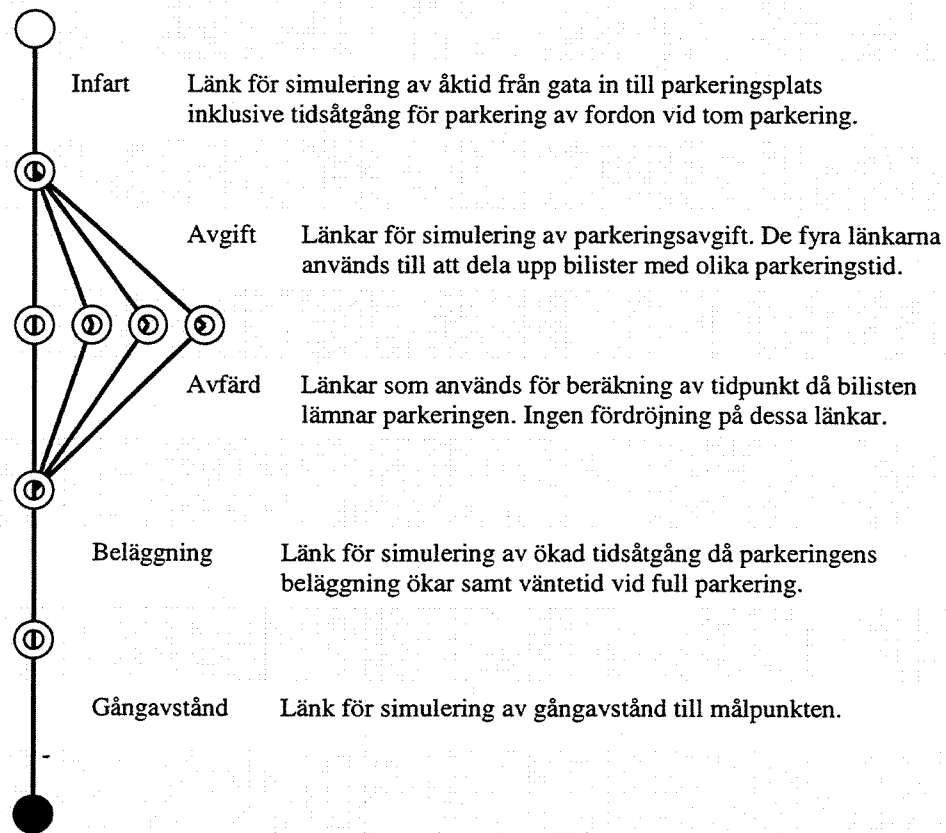 Infart Länk för simulering av åktid från gata in till parkeringsplats
inklusive tidsåtgång för parkering av fordon vid tom parkering.
Avgift Länkar för simulering av parkeringsavgift. De fyra länkarna
används till att dela upp bilister med olika parkeringstid.
Avfärd Länkar som används för beräkning av tidpunkt då bilisten
lämnar parkeringen. Ingen fördröjning på dessa länkar.
Beläggning Länk för simulering av ökad tidsåtgång då parkeringens
beläggning ökar samt väntetid vid full parkering.
Gångavstånd Länk för simulering av gångavstånd till målpunkten.